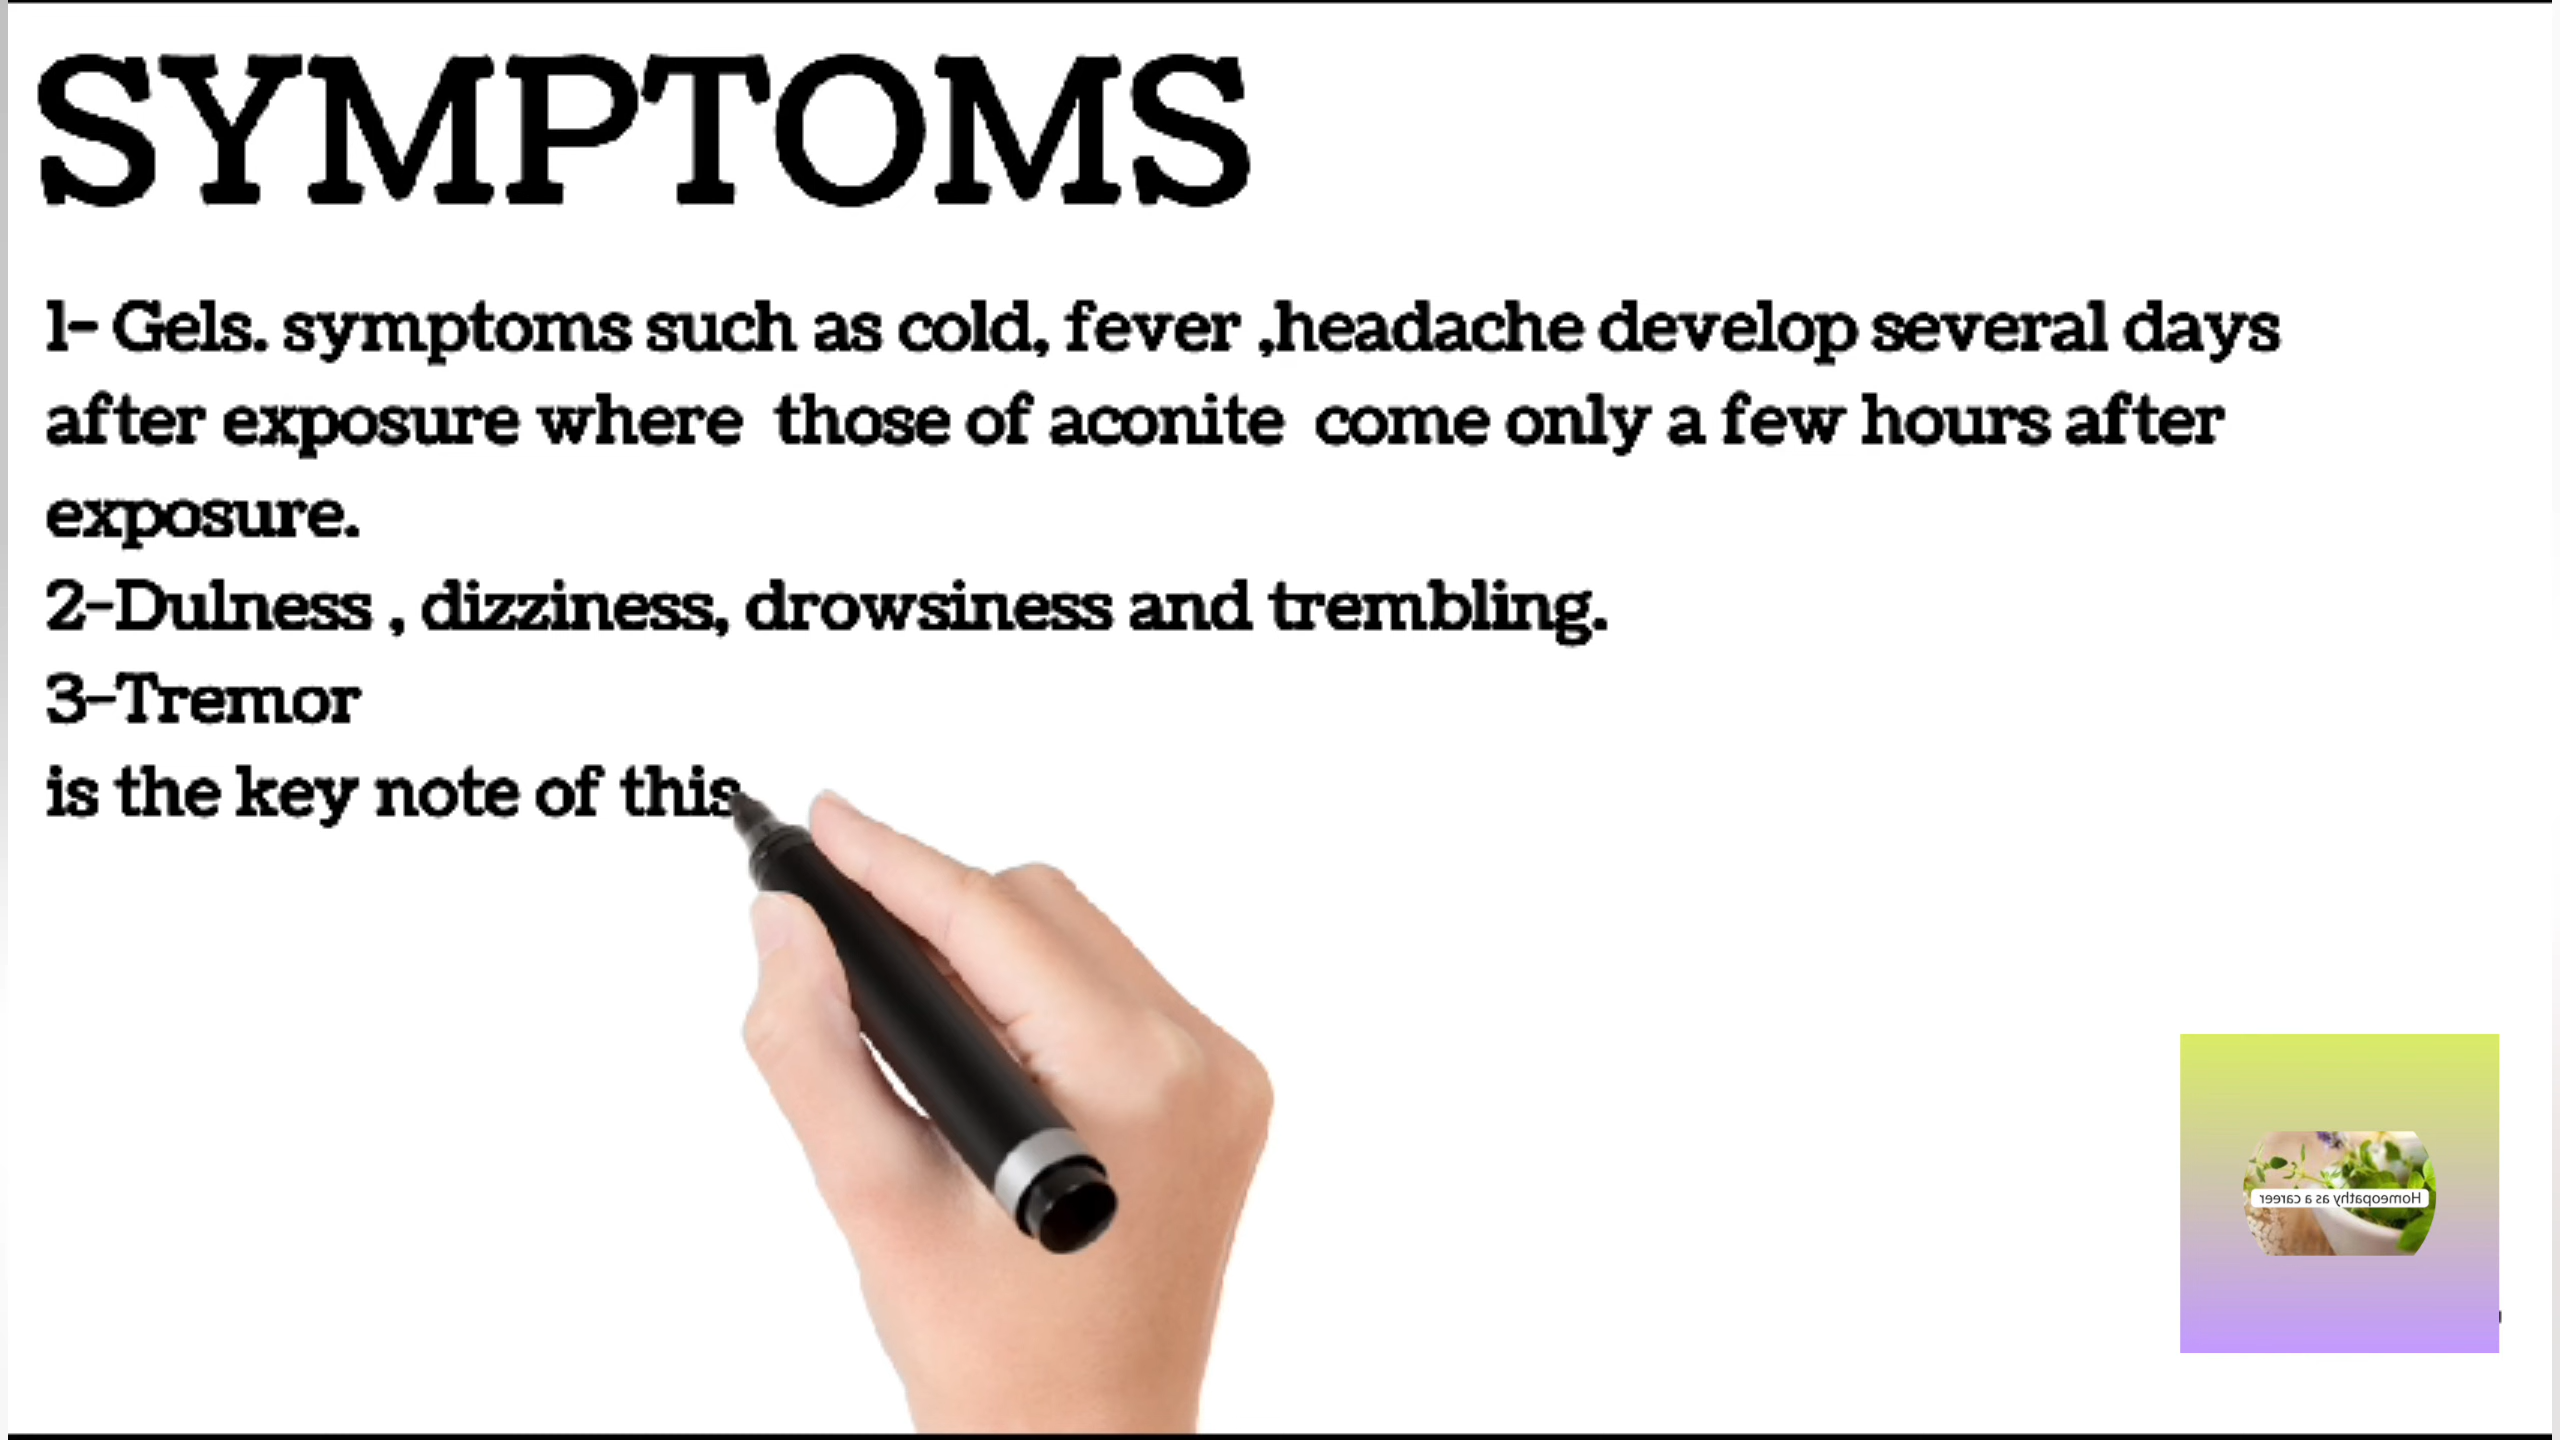 SYMPTOMS
1- Gels. symptoms such as cold, fever ,headache develop several days
after exposure where those of aconite come only a few hours after
exposure.
2-Dulness , dizziness, drowsiness and trembling.
3-Tremor
is the key note of this
Homeopathy as a career